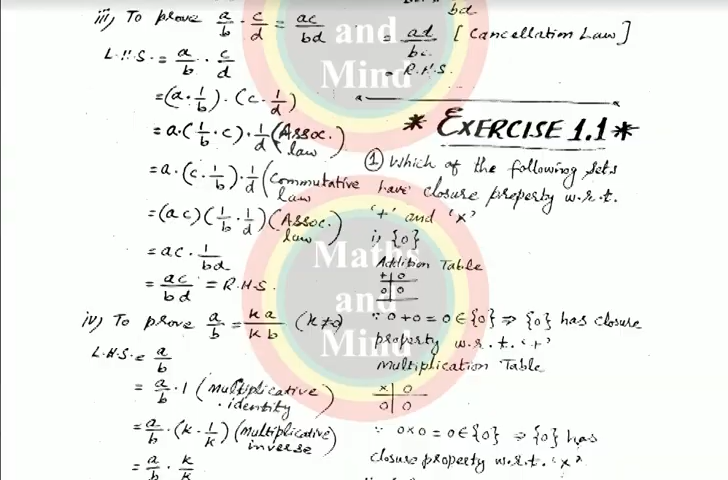 iii) To prove a/b · c/d = ac/bd
L.H.S. = a/b · c/d
= (a · 1/b) · (c · 1/d)
= a · (1/b · c) · 1/d (Assoc. law)
= a · (c · 1/b) · 1/d (Commutative law)
= (ac)(1/b · 1/d) (Assoc. law)
= ac · 1/bd
= ac/bd = R.H.S.
iv) To prove a/b = ka/kb (k≠0)
L.H.S = a/b
= a/b · 1 (Multiplicative identity)
= a/b · (k · 1/k) (multiplicative inverse)
= a/b · k/k
bd
= ad/bc [Cancellation Law]
= R.H.S.
* EXERCISE 1.1 *
① Which of the following sets
have closure property w.r.t.
'+' and 'x'
i) {0}
Addition Table
+ 0
0 0
∵ 0+0 = 0 ∈ {0} ⇒ {0} has closure
property w.r.t. '+'
Multiplication Table
x 0
0 0
∵ 0x0 = 0 ∈ {0} ⇒ {0} has
closure property w.r.t. 'x'
and
Mind
Maths
and
Mind